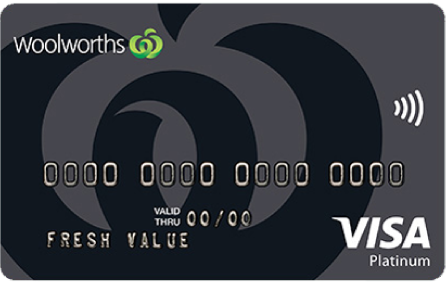 Woolworths
0000 0000 0000 0000
VALID
THRU 00/00
FRESH VALUE
VISA
Platinum